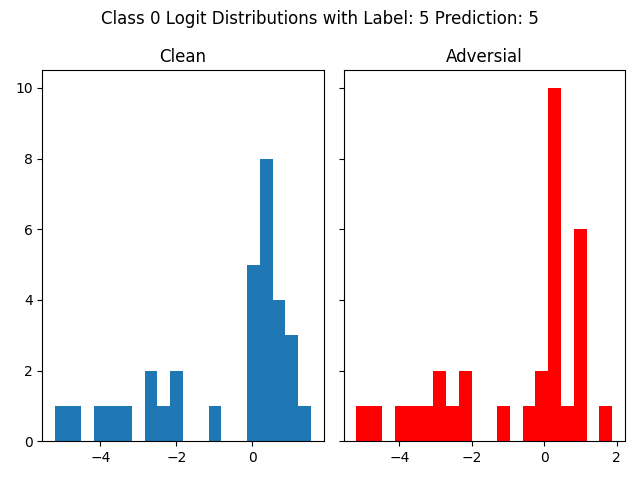 Class 0 Logit Distributions with Label: 5 Prediction: 5
Clean
Adversial
10
8
6
4
2
0
−4 −2 0
−4 −2 0 2